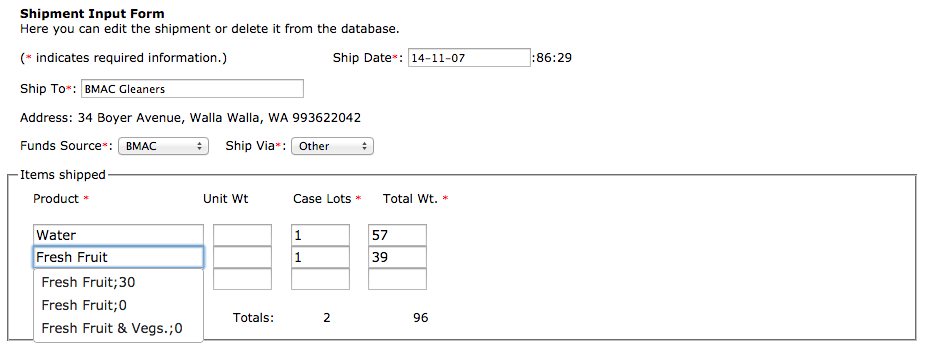 Shipment Input Form
Here you can edit the shipment or delete it from the database.
(* indicates required information.) Ship Date*: 14-11-07 :86:29
Ship To*: BMAC Gleaners
Address: 34 Boyer Avenue, Walla Walla, WA 993622042
Funds Source*: BMAC Ship Via*: Other
Items shipped
Product * Unit Wt Case Lots * Total Wt. *
Water 1 57
Fresh Fruit 1 39
Fresh Fruit;30
Fresh Fruit;0
Totals: 2 96
Fresh Fruit & Vegs.;0